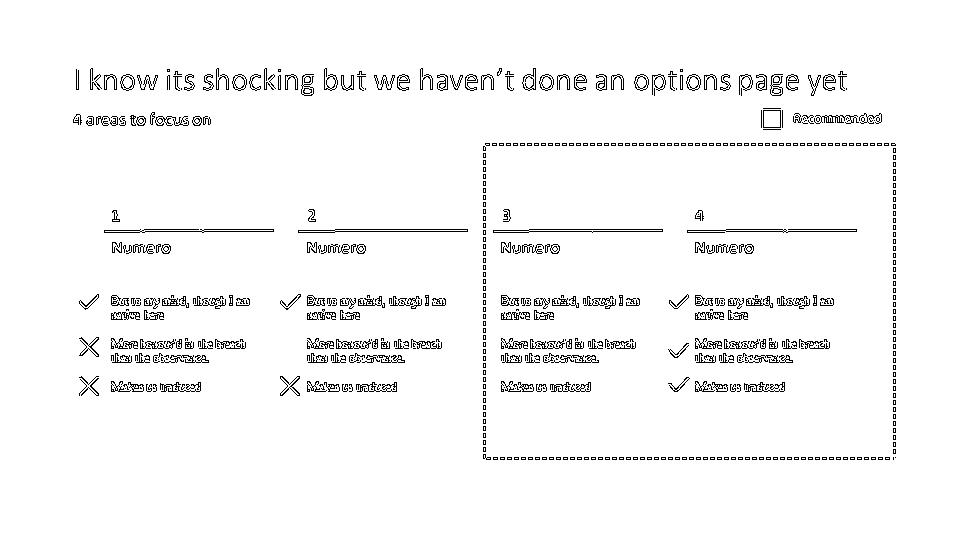 I know its shocking but we haven’t done an options page yet
4 areas to focus on
Recommended
1
2
3
4
Numero
Numero
Numero
Numero
But to my mind, though I am
native here
More honour'd in the breach
than the observance.
Makes us traduced
But to my mind, though I am
native here
More honour'd in the breach
than the observance.
Makes us traduced
But to my mind, though I am
native here
More honour'd in the breach
than the observance.
Makes us traduced
But to my mind, though I am
native here
More honour'd in the breach
than the observance.
Makes us traduced